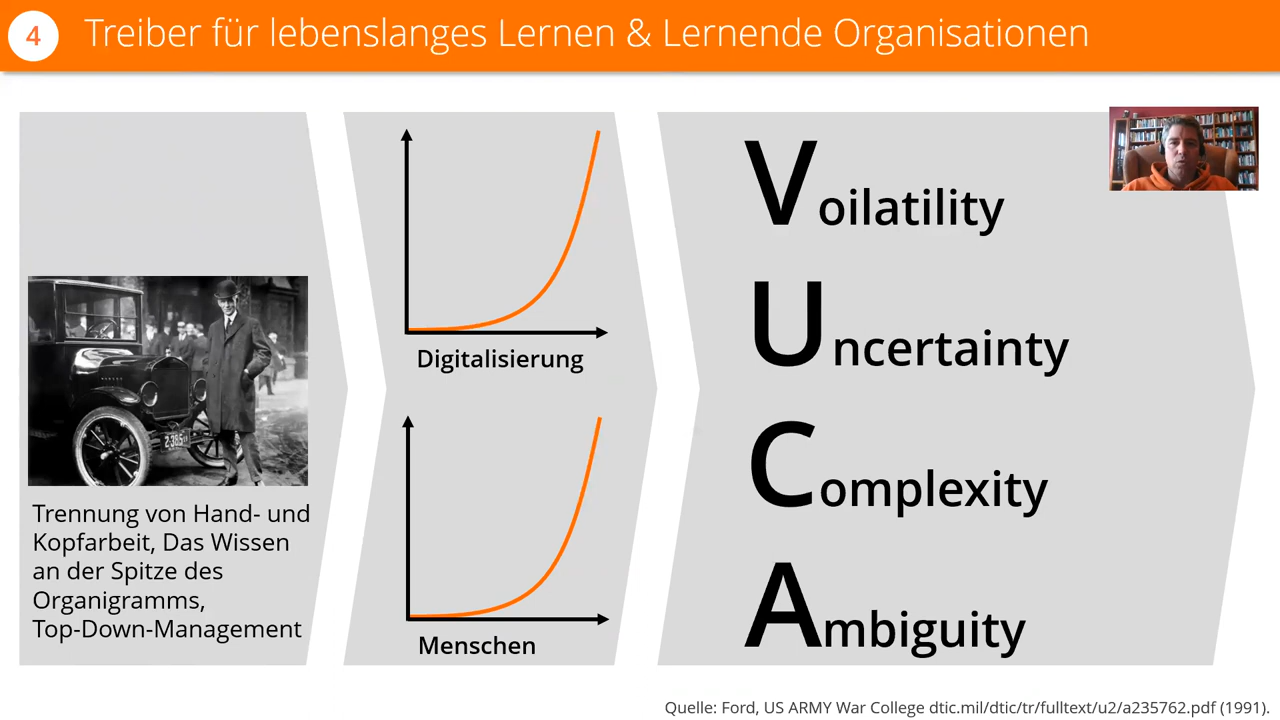 4
Treiber für lebenslanges Lernen & Lernende Organisationen
Trennung von Hand- und
Kopfarbeit, Das Wissen
an der Spitze des
Organigramms,
Top-Down-Management
Digitalisierung
Menschen
Voilatility
Uncertainty
Complexity
Ambiguity
Quelle: Ford, US ARMY War College dtic.mil/dtic/tr/fulltext/u2/a235762.pdf (1991).